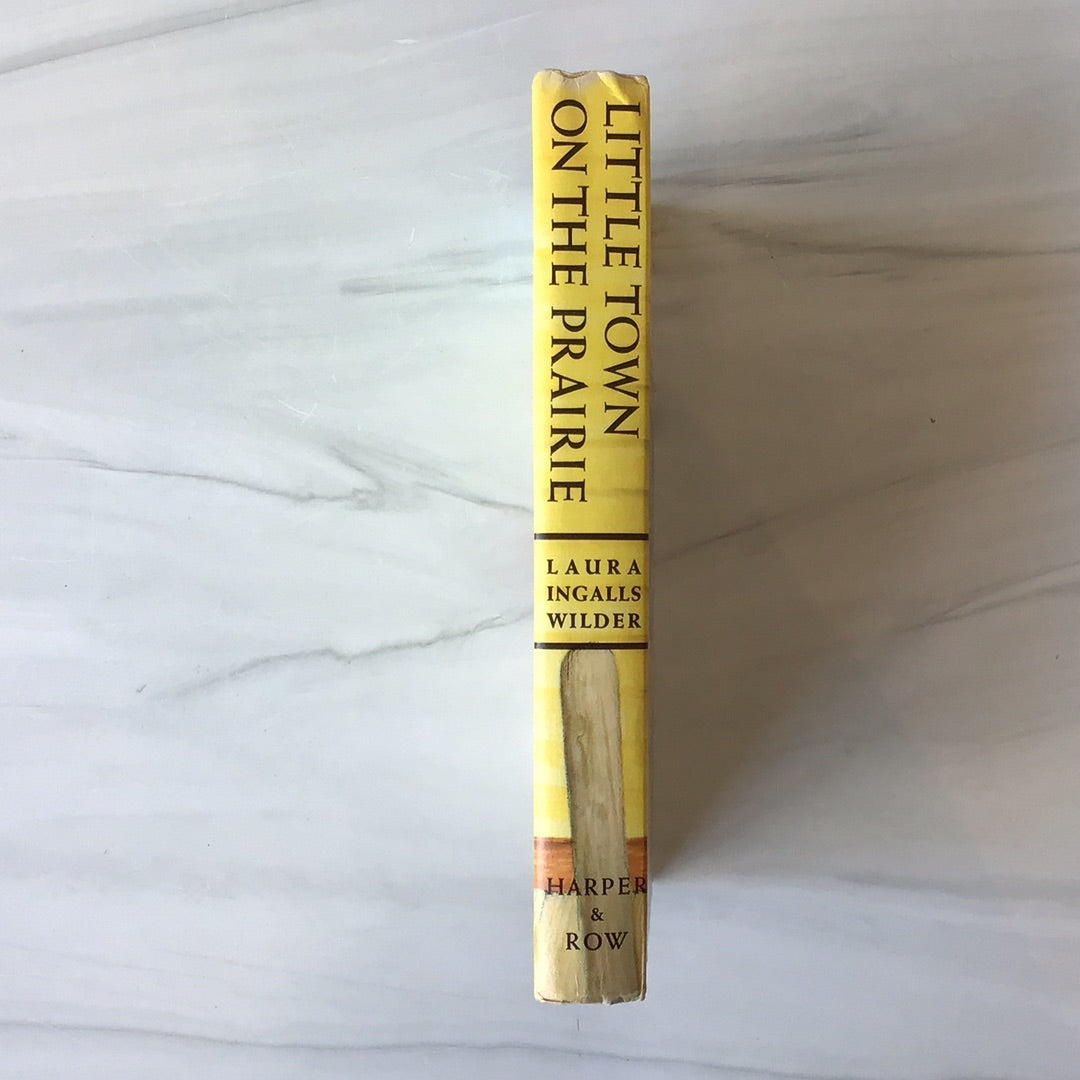 LITTLE TOWN
ON THE PRAIRIE
LAURA
INGALLS
WILDER
HARPER
&
ROW